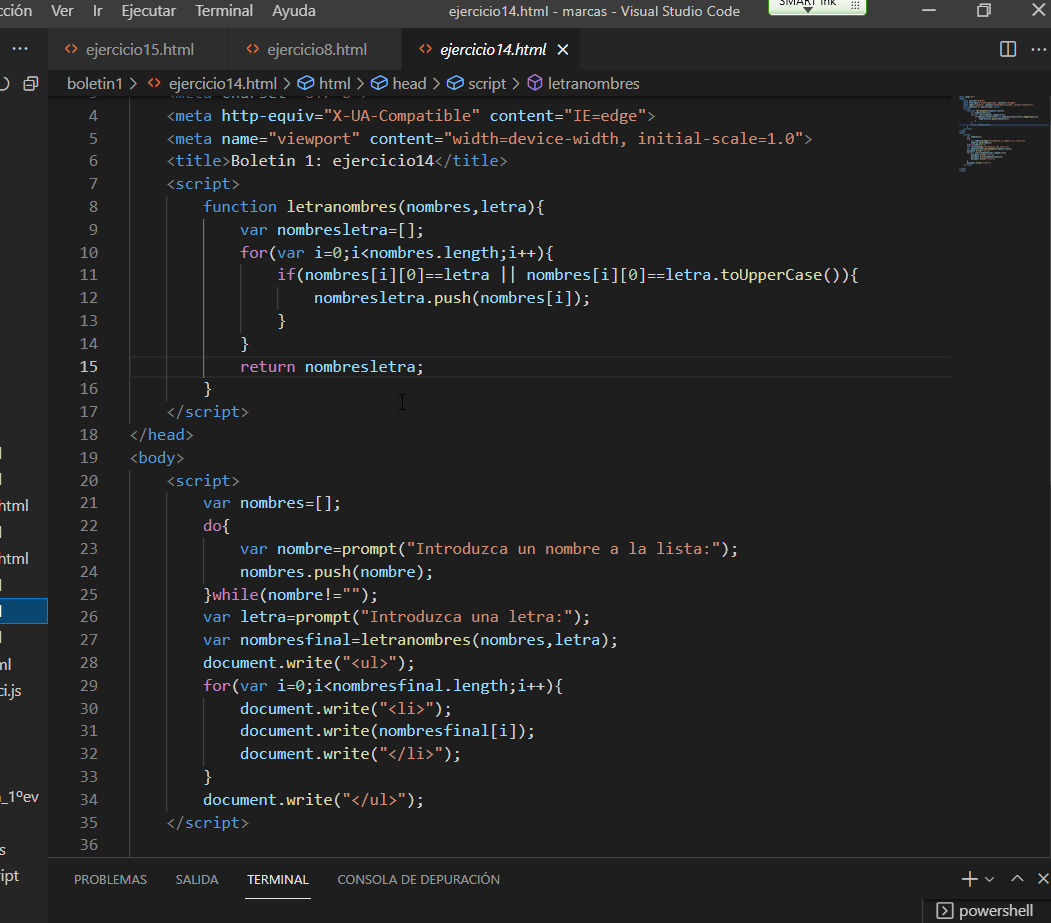 cción Ver Ir Ejecutar Terminal Ayuda ejercicio14.html - marcas - Visual Studio Code SMART Ink
ejercicio15.html ejercicio8.html ejercicio14.html
boletin1 > ejercicio14.html > html > head > script > letranombres
4 <meta http-equiv="X-UA-Compatible" content="IE=edge">
5 <meta name="viewport" content="width=device-width, initial-scale=1.0">
6 <title>Boletin 1: ejercicio14</title>
7 <script>
8 function letranombres(nombres,letra){
9 var nombresletra=[];
10 for(var i=0;i<nombres.length;i++){
11 if(nombres[i][0]==letra || nombres[i][0]==letra.toUpperCase()){
12 nombresletra.push(nombres[i]);
13 }
14 }
15 return nombresletra;
16 }
17 </script>
18 </head>
19 <body>
20 <script>
21 var nombres=[];
22 do{
23 var nombre=prompt("Introduzca un nombre a la lista:");
24 nombres.push(nombre);
25 }while(nombre!="");
26 var letra=prompt("Introduzca una letra:");
27 var nombresfinal=letranombres(nombres,letra);
28 document.write("<ul>");
29 for(var i=0;i<nombresfinal.length;i++){
30 document.write("<li>");
31 document.write(nombresfinal[i]);
32 document.write("</li>");
33 }
34 document.write("</ul>");
35 </script>
36
html
html
ml
ci.js
_1ºev
s
ipt
PROBLEMAS SALIDA TERMINAL CONSOLA DE DEPURACIÓN
powershell